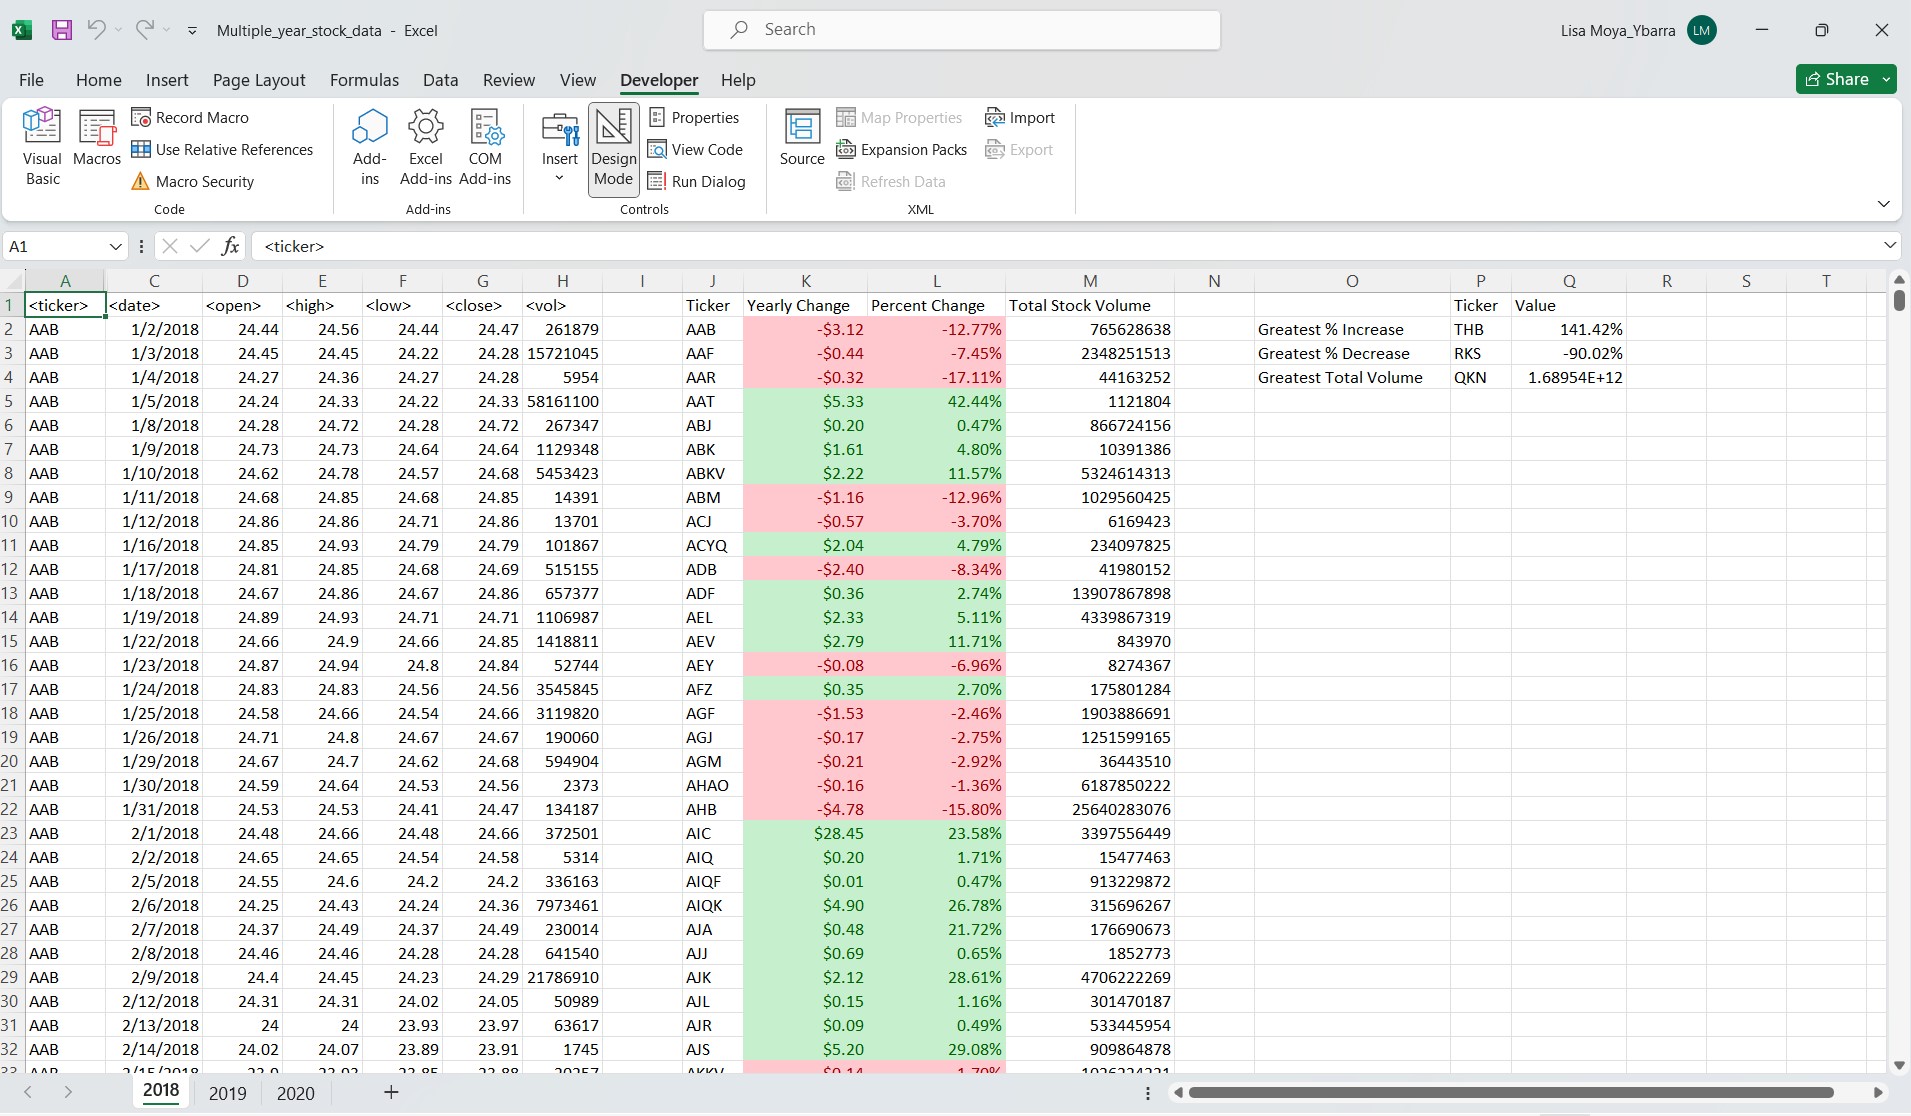 Multiple_year_stock_data - Excel
Search
Lisa Moya_Ybarra LM
File Home Insert Page Layout Formulas Data Review View Developer Help
Share
Visual Basic
Macros
Record Macro
Use Relative References
Macro Security
Code
Add-ins
Excel Add-ins
COM Add-ins
Add-ins
Insert
Design Mode
Properties
View Code
Run Dialog
Controls
Source
Map Properties
Expansion Packs
Refresh Data
Import
Export
XML
A1 fx <ticker>
A C D E F G H I J K L M N O P Q R S T
1 <ticker> <date> <open> <high> <low> <close> <vol> Ticker Yearly Change Percent Change Total Stock Volume Ticker Value
2 AAB 1/2/2018 24.44 24.56 24.44 24.47 261879 AAB -$3.12 -12.77% 765628638 Greatest % Increase THB 141.42%
3 AAB 1/3/2018 24.45 24.45 24.22 24.28 15721045 AAF -$0.44 -7.45% 2348251513 Greatest % Decrease RKS -90.02%
4 AAB 1/4/2018 24.27 24.36 24.27 24.28 5954 AAR -$0.32 -17.11% 44163252 Greatest Total Volume QKN 1.68954E+12
5 AAB 1/5/2018 24.24 24.33 24.22 24.33 58161100 AAT $5.33 42.44% 1121804
6 AAB 1/8/2018 24.28 24.72 24.28 24.72 267347 ABJ $0.20 0.47% 866724156
7 AAB 1/9/2018 24.73 24.73 24.64 24.64 1129348 ABK $1.61 4.80% 10391386
8 AAB 1/10/2018 24.62 24.78 24.57 24.68 5453423 ABKV $2.22 11.57% 5324614313
9 AAB 1/11/2018 24.68 24.85 24.68 24.85 14391 ABM -$1.16 -12.96% 1029560425
10 AAB 1/12/2018 24.86 24.86 24.71 24.86 13701 ACJ -$0.57 -3.70% 6169423
11 AAB 1/16/2018 24.85 24.93 24.79 24.79 101867 ACYQ $2.04 4.79% 234097825
12 AAB 1/17/2018 24.81 24.85 24.68 24.69 515155 ADB -$2.40 -8.34% 41980152
13 AAB 1/18/2018 24.67 24.86 24.67 24.86 657377 ADF $0.36 2.74% 13907867898
14 AAB 1/19/2018 24.89 24.93 24.71 24.71 1106987 AEL $2.33 5.11% 4339867319
15 AAB 1/22/2018 24.66 24.9 24.66 24.85 1418811 AEV $2.79 11.71% 843970
16 AAB 1/23/2018 24.87 24.94 24.8 24.84 52744 AEY -$0.08 -6.96% 8274367
17 AAB 1/24/2018 24.83 24.83 24.56 24.56 3545845 AFZ $0.35 2.70% 175801284
18 AAB 1/25/2018 24.58 24.66 24.54 24.66 3119820 AGF -$1.53 -2.46% 1903886691
19 AAB 1/26/2018 24.71 24.8 24.67 24.67 190060 AGJ -$0.17 -2.75% 1251599165
20 AAB 1/29/2018 24.67 24.7 24.62 24.68 594904 AGM -$0.21 -2.92% 36443510
21 AAB 1/30/2018 24.59 24.64 24.53 24.56 2373 AHAO -$0.16 -1.36% 6187850222
22 AAB 1/31/2018 24.53 24.53 24.41 24.47 134187 AHB -$4.78 -15.80% 25640283076
23 AAB 2/1/2018 24.48 24.66 24.48 24.66 372501 AIC $28.45 23.58% 3397556449
24 AAB 2/2/2018 24.65 24.65 24.54 24.58 5314 AIQ $0.20 1.71% 15477463
25 AAB 2/5/2018 24.55 24.6 24.2 24.2 336163 AIQF $0.01 0.47% 913229872
26 AAB 2/6/2018 24.25 24.43 24.24 24.36 7973461 AIQK $4.90 26.78% 315696267
27 AAB 2/7/2018 24.37 24.49 24.37 24.49 230014 AJA $0.48 21.72% 176690673
28 AAB 2/8/2018 24.46 24.46 24.28 24.28 641540 AJJ $0.69 0.65% 1852773
29 AAB 2/9/2018 24.4 24.45 24.23 24.29 21786910 AJK $2.12 28.61% 4706222269
30 AAB 2/12/2018 24.31 24.31 24.02 24.05 50989 AJL $0.15 1.16% 301470187
31 AAB 2/13/2018 24 24 23.93 23.97 63617 AJR $0.09 0.49% 533445954
32 AAB 2/14/2018 24.02 24.07 23.89 23.91 1745 AJS $5.20 29.08% 909864878
2018 2019 2020